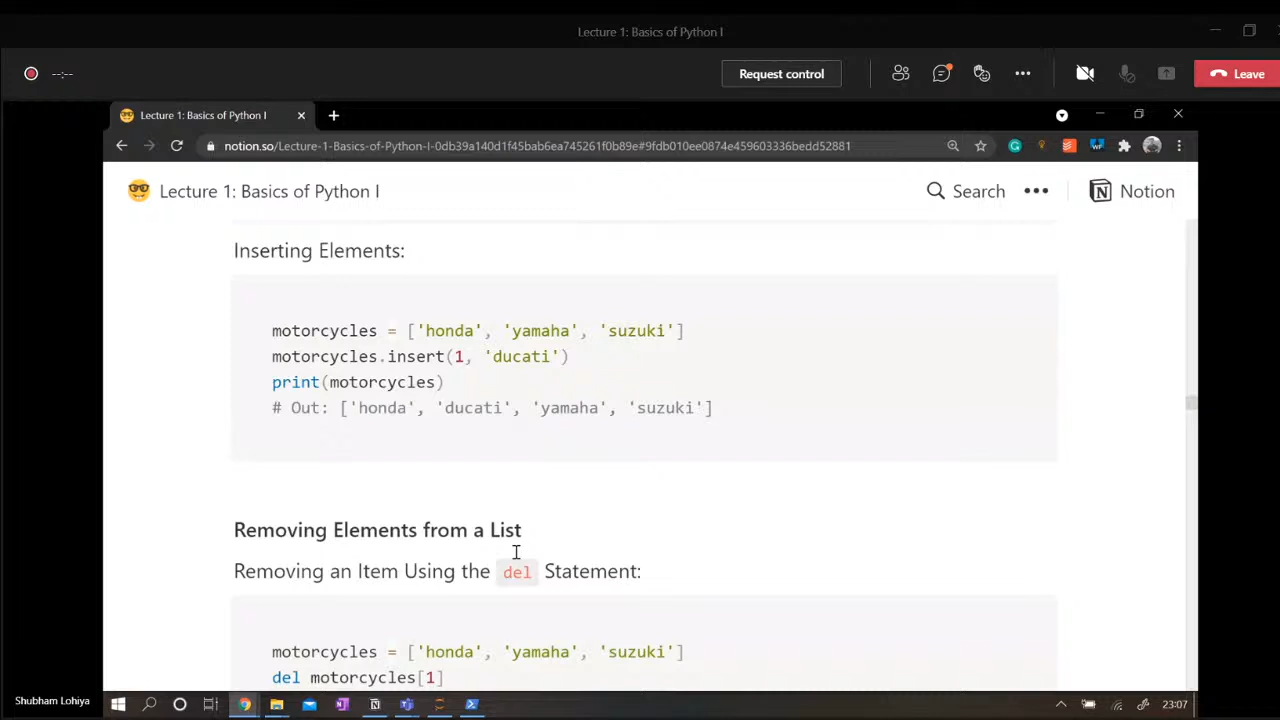 Lecture 1: Basics of Python I
--:--
Request control
Leave
Lecture 1: Basics of Python I
notion.so/Lecture-1-Basics-of-Python-I-0db39a140d1f45bab6ea745261f0b89e#9fdb010ee0874e459603336bedd52881
Lecture 1: Basics of Python I
Search
Notion
Inserting Elements:
motorcycles = ['honda', 'yamaha', 'suzuki']
motorcycles.insert(1, 'ducati')
print(motorcycles)
# Out: ['honda', 'ducati', 'yamaha', 'suzuki']
Removing Elements from a List
Removing an Item Using the del Statement:
motorcycles = ['honda', 'yamaha', 'suzuki']
del motorcycles[1]
Shubham Lohiya
23:07